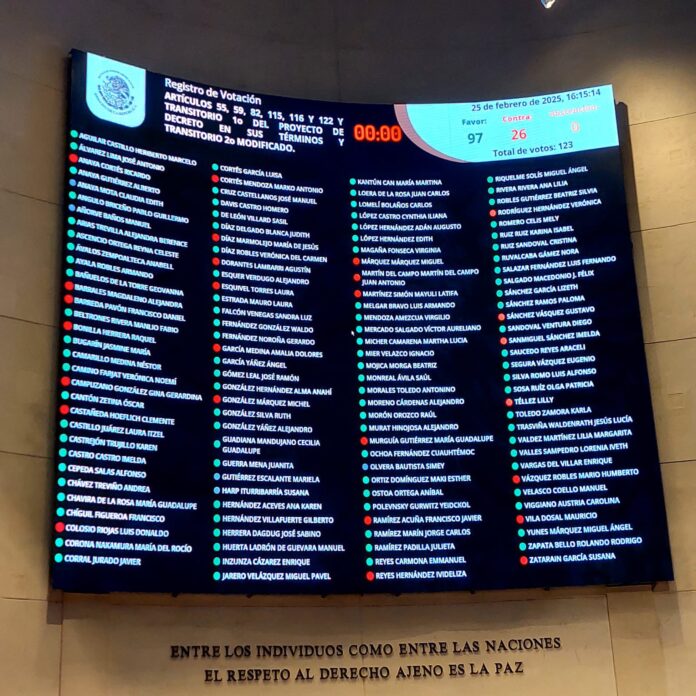 Registro de Votación
ARTÍCULOS 55, 59, 82, 115, 116 Y 122 Y
TRANSITORIO 1o DEL PROYECTO DE
DECRETO EN SUS TÉRMINOS Y
TRANSITORIO 2o MODIFICADO.
00:00
25 de febrero de 2025, 16:15:14
Favor: Contra: Abstención
97 26 0
Total de votos: 123
AGUILAR CASTILLO HERIBERTO MARCELO
ÁLVAREZ LIMA JOSÉ ANTONIO
ANAYA CORTÉS RICARDO
ANAYA GUTIÉRREZ ALBERTO
ANAYA MOTA CLAUDIA EDITH
ANGULO BRICEÑO PABLO GUILLERMO
AÑORVE BAÑOS MANUEL
ARIAS TREVILLA ALEJANDRA BERENICE
ASCENCIO ORTEGA REYNA CELESTE
ÁVALOS ZEMPOALTECA ANABELL
AYALA ROBLES ARMANDO
BAÑUELOS DE LA TORRE GEOVANNA
BARRALES MAGDALENO ALEJANDRA
BARREDA PAVÓN FRANCISCO DANIEL
BELTRONES RIVERA MANLIO FABIO
BONILLA HERRERA RAQUEL
BUGARÍN JASMINE MARÍA
CAMARILLO MEDINA NÉSTOR
CAMINO FARJAT VERÓNICA NOEMÍ
CAMPUZANO GONZÁLEZ GINA GERARDINA
CANTÓN ZETINA ÓSCAR
CASTAÑEDA HOEFLICH CLEMENTE
CASTILLO JUÁREZ LAURA ITZEL
CASTREJÓN TRUJILLO KAREN
CASTRO CASTRO IMELDA
CEPEDA SALAS ALFONSO
CHÁVEZ TREVIÑO ANDREA
CHAVIRA DE LA ROSA MARÍA GUADALUPE
CHÍGUIL FIGUEROA FRANCISCO
COLOSIO RIOJAS LUIS DONALDO
CORONA NAKAMURA MARÍA DEL ROCÍO
CORRAL JURADO JAVIER
CORTÉS GARCÍA LUISA
CORTÉS MENDOZA MARKO ANTONIO
CRUZ CASTELLANOS JOSÉ MANUEL
DAVIS CASTRO HOMERO
DE LEÓN VILLARD SASIL
DÍAZ DELGADO BLANCA JUDITH
DÍAZ MARMOLEJO MARÍA DE JESÚS
DÍAZ ROBLES VERÓNICA DEL CARMEN
DORANTES LAMBARRI AGUSTÍN
ESQUER VERDUGO ALEJANDRO
ESQUIVEL TORRES LAURA
ESTRADA MAURO LAURA
FALCÓN VENEGAS SANDRA LUZ
FERNÁNDEZ GONZÁLEZ WALDO
FERNÁNDEZ NOROÑA GERARDO
GARCÍA MEDINA AMALIA DOLORES
GARCÍA YÁÑEZ ÁNGEL
GÓMEZ LEAL JOSÉ RAMÓN
GONZÁLEZ HERNÁNDEZ ALMA ANAHÍ
GONZÁLEZ MÁRQUEZ MICHEL
GONZÁLEZ SILVA RUTH
GONZÁLEZ YÁÑEZ ALEJANDRO
GUADIANA MANDUJANO CECILIA
GUADALUPE
GUERRA MENA JUANITA
GUTIÉRREZ ESCALANTE MARIELA
HARP ITURRIBARRÍA SUSANA
HERNÁNDEZ ACEVES ANA KAREN
HERNÁNDEZ VILLAFUERTE GILBERTO
HERRERA DAGDUG JOSÉ SABINO
HUERTA LADRÓN DE GUEVARA MANUEL
INZUNZA CÁZAREZ ENRIQUE
JARERO VELÁZQUEZ MIGUEL PAVEL
KANTÚN CAN MARÍA MARTINA
LOERA DE LA ROSA JUAN CARLOS
LOMELÍ BOLAÑOS CARLOS
LÓPEZ CASTRO CYNTHIA ILIANA
LÓPEZ HERNÁNDEZ ADÁN AUGUSTO
LÓPEZ HERNÁNDEZ EDITH
MAGAÑA FONSECA VIRGINIA
MÁRQUEZ MÁRQUEZ MIGUEL
MARTÍN DEL CAMPO MARTÍN DEL CAMPO
JUAN ANTONIO
MARTÍNEZ SIMÓN MAYULI LATIFA
MELGAR BRAVO LUIS ARMANDO
MENDOZA AMEZCUA VIRGILIO
MERCADO SALGADO VÍCTOR AURELIANO
MICHER CAMARENA MARTHA LUCIA
MIER VELAZCO IGNACIO
MOJICA MORGA BEATRIZ
MONREAL ÁVILA SAÚL
MORALES TOLEDO ANTONINO
MORENO CÁRDENAS ALEJANDRO
MORÓN OROZCO RAÚL
MURAT HINOJOSA ALEJANDRO
MURGUÍA GUTIÉRREZ MARÍA GUADALUPE
OCHOA FERNÁNDEZ CUAUHTÉMOC
OLVERA BAUTISTA SIMEY
ORTIZ DOMÍNGUEZ MAKI ESTHER
OSTOA ORTEGA ANÍBAL
POLEVNSKY GURWITZ YEIDCKOL
RAMÍREZ ACUÑA FRANCISCO JAVIER
RAMÍREZ MARÍN JORGE CARLOS
RAMÍREZ PADILLA JULIETA
REYES CARMONA EMMANUEL
REYES HERNÁNDEZ IVIDELIZA
RIQUELME SOLÍS MIGUEL ÁNGEL
RIVERA RIVERA ANA LILIA
ROBLES GUTIÉRREZ BEATRIZ SILVIA
RODRÍGUEZ HERNÁNDEZ VERÓNICA
ROMERO CELIS MELY
RUIZ RUIZ KARINA ISABEL
RUIZ SANDOVAL CRISTINA
RUVALCABA GÁMEZ NORA
SALAZAR FERNÁNDEZ LUIS FERNANDO
SALGADO MACEDONIO J. FÉLIX
SÁNCHEZ GARCÍA LIZETH
SÁNCHEZ RAMOS PALOMA
SÁNCHEZ VÁSQUEZ GUSTAVO
SANDOVAL VENTURA DIEGO
SANMIGUEL SÁNCHEZ IMELDA
SAUCEDO REYES ARACELI
SEGURA VÁZQUEZ EUGENIO
SILVA ROMO LUIS ALFONSO
SOSA RUÍZ OLGA PATRICIA
TÉLLEZ LILLY
TOLEDO ZAMORA KARLA
TRASVIÑA WALDENRATH JESÚS LUCÍA
VALDEZ MARTÍNEZ LILIA MARGARITA
VALLES SAMPEDRO LORENIA IVETH
VARGAS DEL VILLAR ENRIQUE
VÁZQUEZ ROBLES MARIO HUMBERTO
VELASCO COELLO MANUEL
VIGGIANO AUSTRIA CAROLINA
VILA DOSAL MAURICIO
YUNES MÁRQUEZ MIGUEL ÁNGEL
ZAPATA BELLO ROLANDO RODRIGO
ZATARAIN GARCÍA SUSANA
ENTRE LOS INDIVIDUOS COMO ENTRE LAS NACIONES
EL RESPETO AL DERECHO AJENO ES LA PAZ